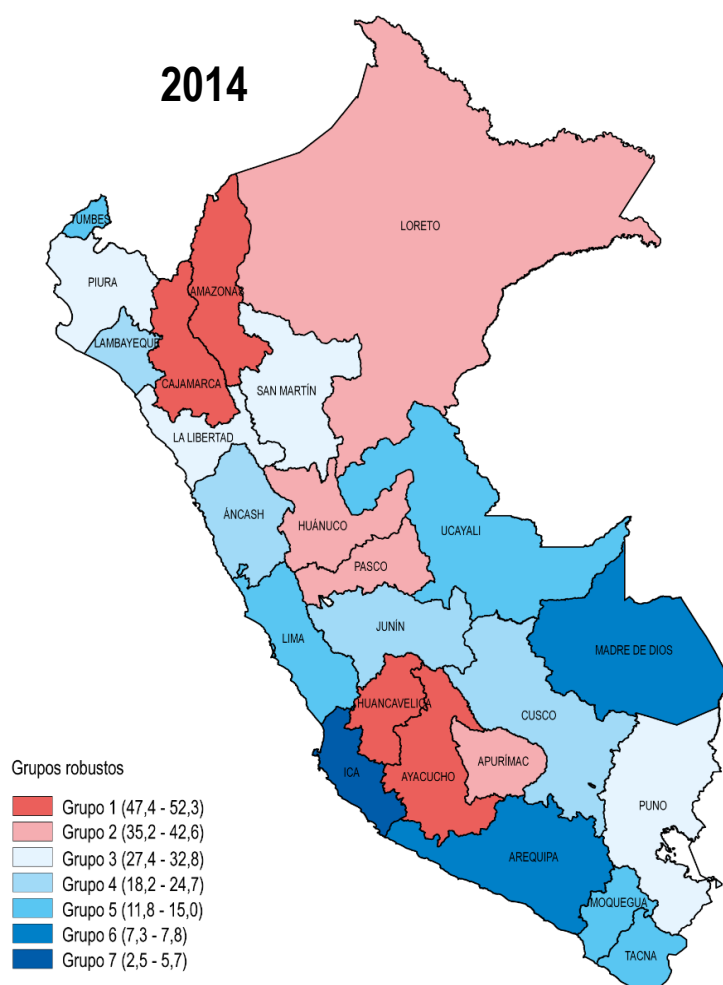 2014
LORETO
TUMBES
AMAZONAS
PIURA
LAMBAYEQUE
CAJAMARCA
SAN MARTÍN
LA LIBERTAD
ÁNCASH
HUÁNUCO
UCAYALI
PASCO
JUNÍN
LIMA
MADRE DE DIOS
HUANCAVELICA
CUSCO
ICA
AYACUCHO
APURÍMAC
PUNO
AREQUIPA
MOQUEGUA
TACNA
Grupos robustos
Grupo 1 (47,4 - 52,3)
Grupo 2 (35,2 - 42,6)
Grupo 3 (27,4 - 32,8)
Grupo 4 (18,2 - 24,7)
Grupo 5 (11,8 - 15,0)
Grupo 6 (7,3 - 7,8)
Grupo 7 (2,5 - 5,7)